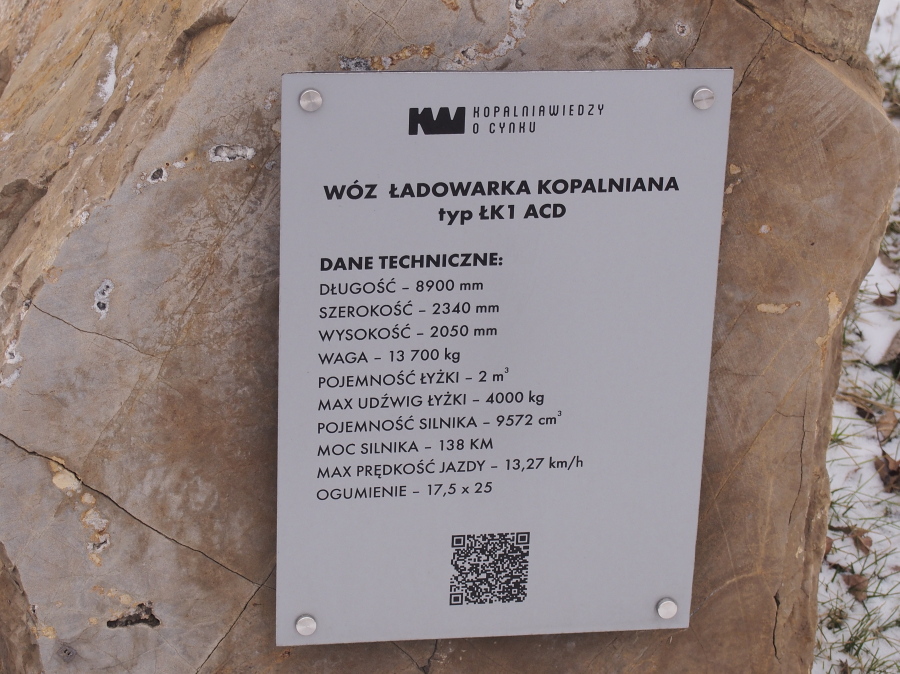 KW KOPALNIAWIEDZY
O CYNKU
WÓZ ŁADOWARKA KOPALNIANA
typ ŁK1 ACD
DANE TECHNICZNE:
DŁUGOŚĆ – 8900 mm
SZEROKOŚĆ – 2340 mm
WYSOKOŚĆ – 2050 mm
WAGA – 13 700 kg
POJEMNOŚĆ ŁYŻKI – 2 m³
MAX UDŹWIG ŁYŻKI – 4000 kg
POJEMNOŚĆ SILNIKA – 9572 cm³
MOC SILNIKA – 138 KM
MAX PRĘDKOŚĆ JAZDY – 13,27 km/h
OGUMIENIE – 17,5 x 25